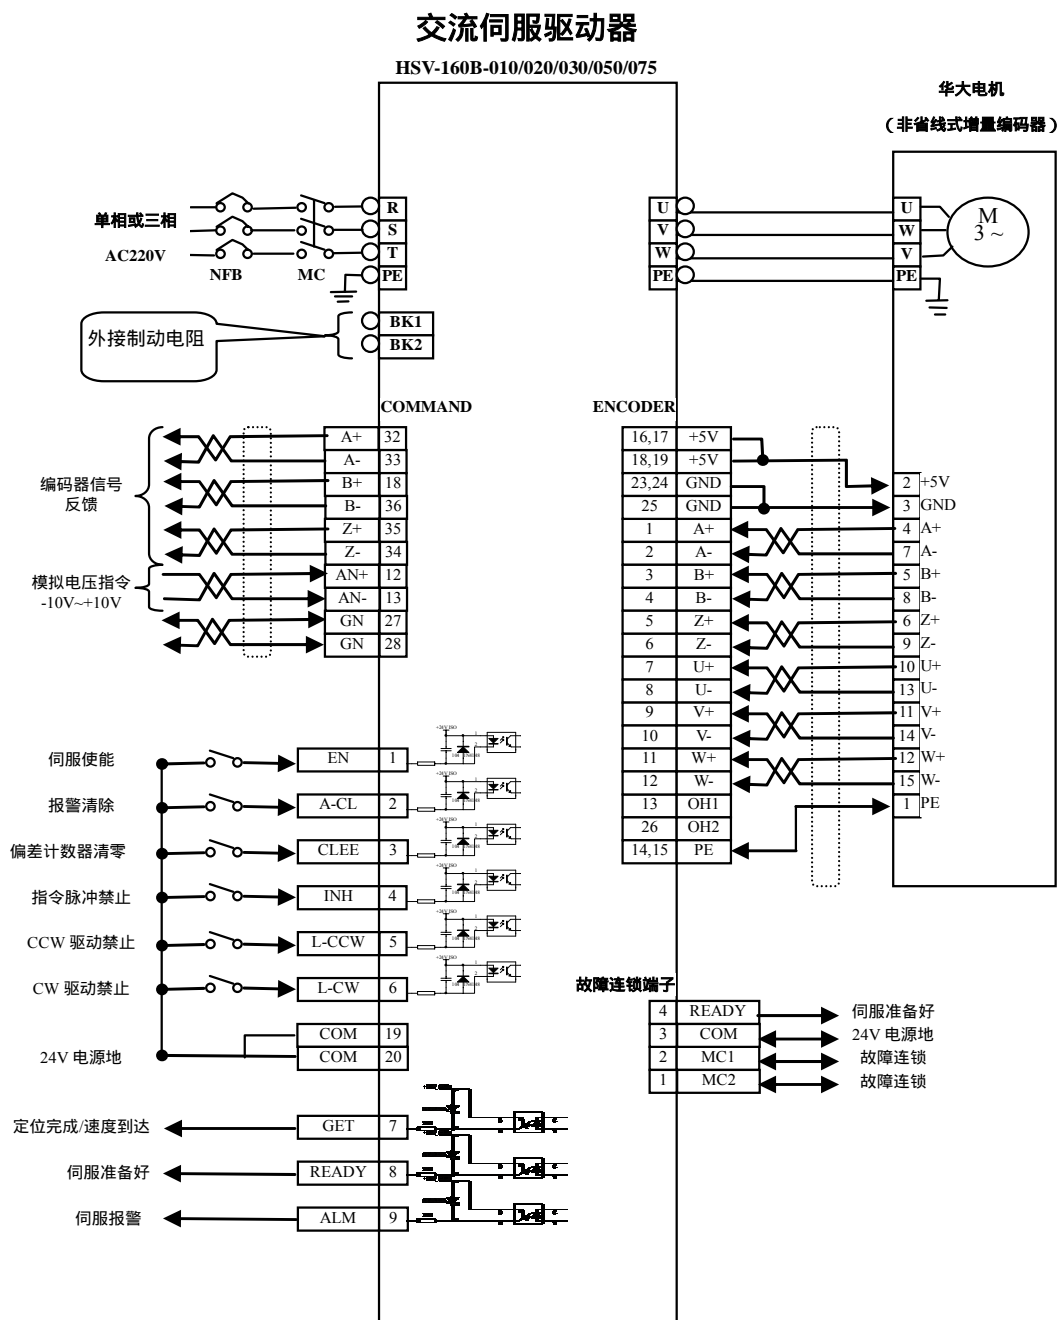 交流伺服驱动器
HSV-160B-010/020/030/050/075
华大电机
（非省线式增量编码器）
单相或三相
AC220V
NFB
MC
R
S
T
PE
U
V
W
PE
U
W
V
PE
M
3 ~
外接制动电阻
BK1
BK2
COMMAND
编码器信号
反馈
模拟电压指令
-10V~+10V
A+ 32
A- 33
B+ 18
B- 36
Z+ 35
Z- 34
AN+ 12
AN- 13
GN 27
GN 28
ENCODER
16,17 +5V
18,19 +5V
23,24 GND
25 GND
1 A+
2 A-
3 B+
4 B-
5 Z+
6 Z-
7 U+
8 U-
9 V+
10 V-
11 W+
12 W-
13 OH1
26 OH2
14,15 PE
2 +5V
3 GND
4 A+
7 A-
5 B+
8 B-
6 Z+
9 Z-
10 U+
13 U-
11 V+
14 V-
12 W+
15 W-
1 PE
伺服使能 EN 1
报警清除 A-CL 2
偏差计数器清零 CLEE 3
指令脉冲禁止 INH 4
CCW 驱动禁止 L-CCW 5
CW 驱动禁止 L-CW 6
COM 19
24V 电源地 COM 20
定位完成/速度到达 GET 7
伺服准备好 READY 8
伺服报警 ALM 9
故障连锁端子
4 READY 伺服准备好
3 COM 24V 电源地
2 MC1 故障连锁
1 MC2 故障连锁